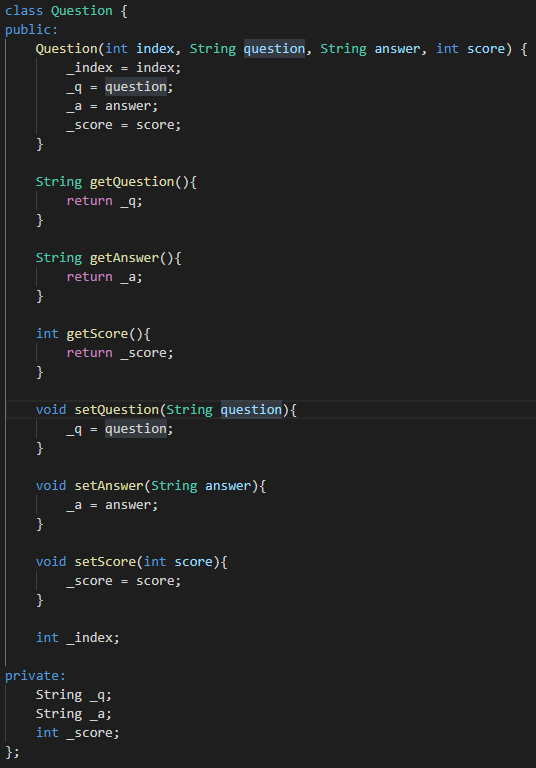 class Question {
public:
    Question(int index, String question, String answer, int score) {
        _index = index;
        _q = question;
        _a = answer;
        _score = score;
    }

    String getQuestion(){
        return _q;
    }

    String getAnswer(){
        return _a;
    }

    int getScore(){
        return _score;
    }

    void setQuestion(String question){
        _q = question;
    }

    void setAnswer(String answer){
        _a = answer;
    }

    void setScore(int score){
        _score = score;
    }

    int _index;

private:
    String _q;
    String _a;
    int _score;
};